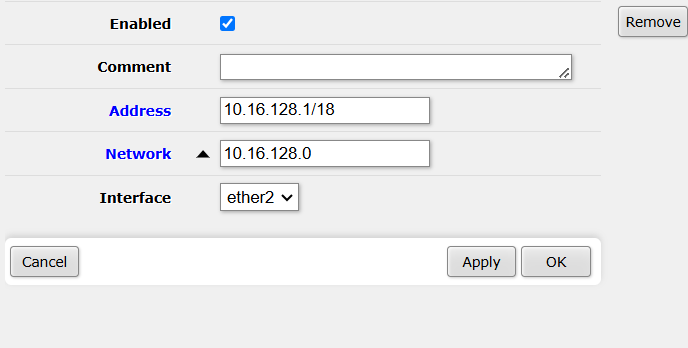 Enabled
Remove
Comment
Address 10.16.128.1/18
Network 10.16.128.0
Interface ether2
Cancel Apply OK